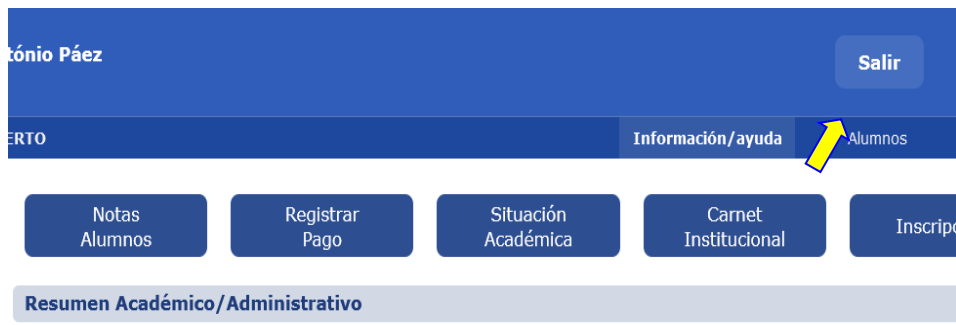 tónio Páez
Salir
ERTO
Información/ayuda
Alumnos
Notas
Alumnos
Registrar
Pago
Situación
Académica
Carnet
Institucional
Inscripc
Resumen Académico/Administrativo